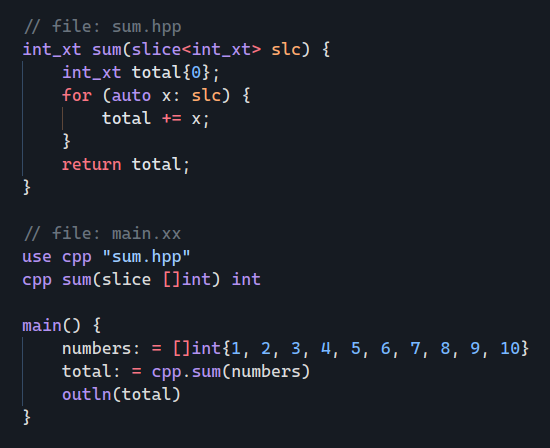 // file: sum.hpp
int_xt sum(slice<int_xt> slc) {
    int_xt total{0};
    for (auto x: slc) {
        total += x;
    }
    return total;
}

// file: main.xx
use cpp "sum.hpp"
cpp sum(slice []int) int

main() {
    numbers: = []int{1, 2, 3, 4, 5, 6, 7, 8, 9, 10}
    total: = cpp.sum(numbers)
    outln(total)
}